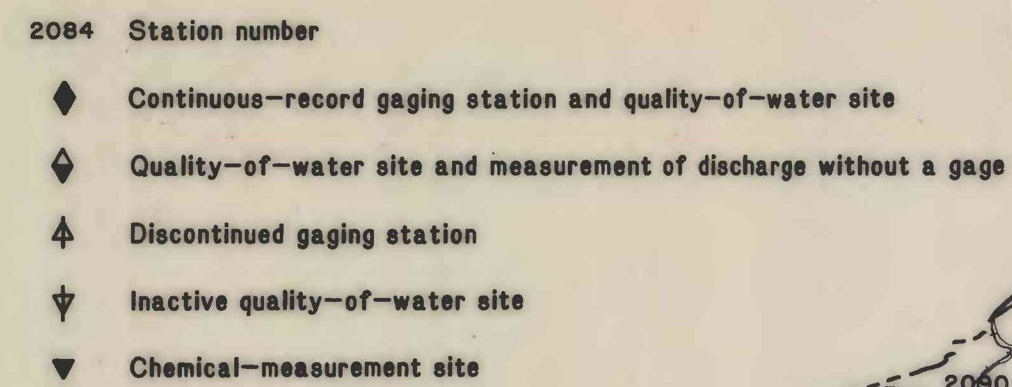 2084 Station number
Continuous-record gaging station and quality-of-water site
Quality-of-water site and measurement of discharge without a gage
Discontinued gaging station
Inactive quality-of-water site
Chemical-measurement site
2090